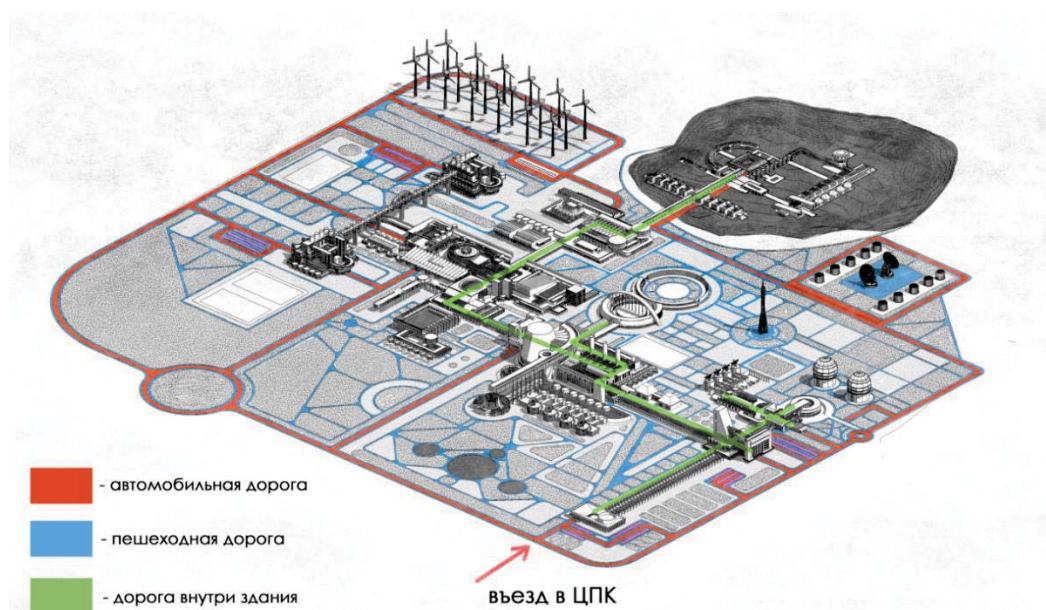 - автомобильная дорога
- пешеходная дорога
- дорога внутри здания
въезд в ЦПК